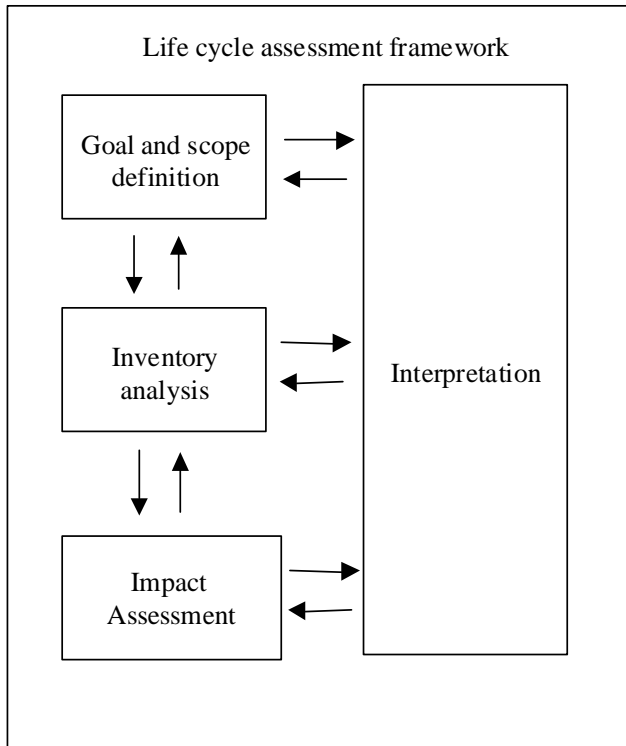 Life cycle assessment framework
Goal and scope
definition
Inventory
analysis
Interpretation
Impact
Assessment